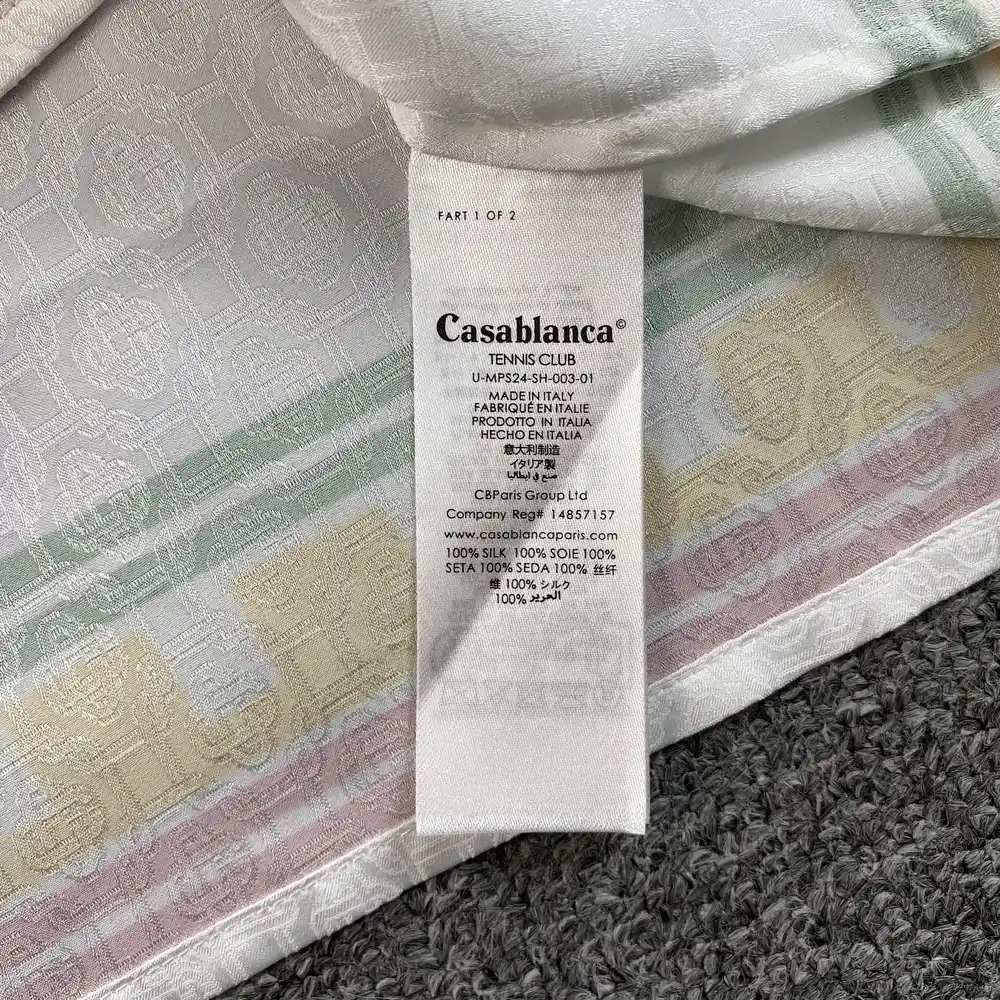 FART 1 OF 2
Casablanca©
TENNIS CLUB
U-MPS24-SH-003-01
MADE IN ITALY
FABRIQUÉ EN ITALIE
PRODOTTO IN ITALIA
HECHO EN ITALIA
意大利制造
イタリア製
صنع في ايطاليا
CBParis Group Ltd
Company Reg# 14857157
www.casablancaparis.com
100% SILK 100% SOIE 100%
SETA 100% SEDA 100% 丝纤
维 100% シルク
100% الحرير